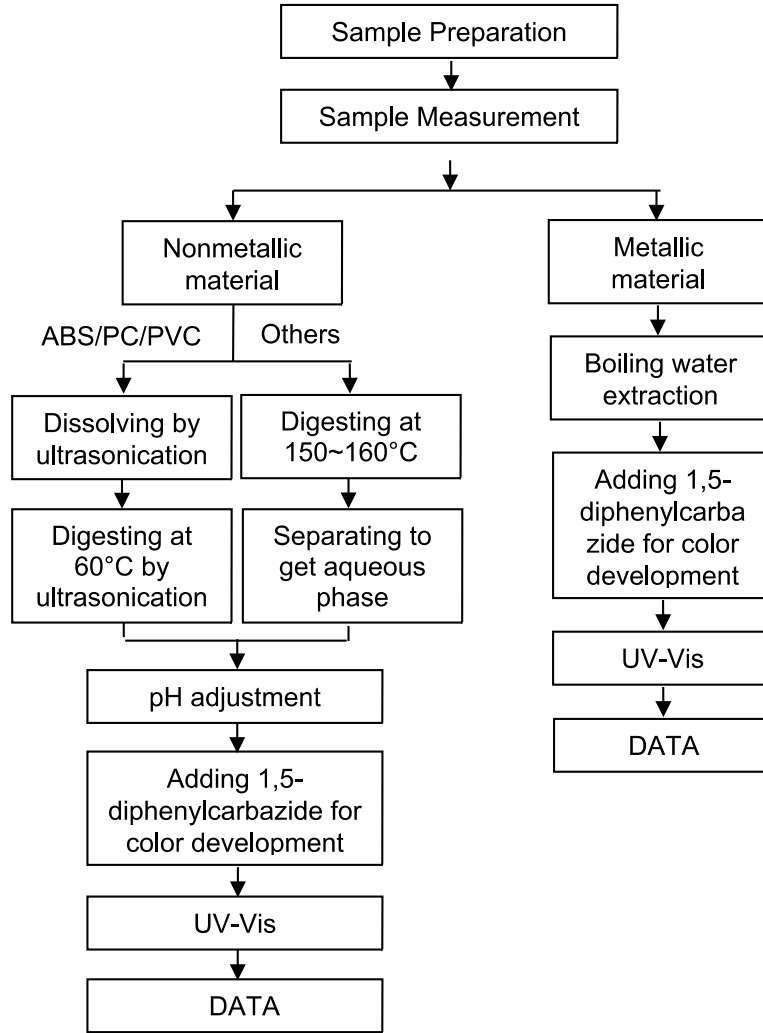 Sample Preparation
Sample Measurement
Nonmetallic
material
Metallic
material
ABS/PC/PVC
Others
Boiling water
extraction
Dissolving by
ultrasonication
Digesting at
150~160°C
Adding 1,5-
diphenylcarba
zide for color
development
Digesting at
60°C by
ultrasonication
Separating to
get aqueous
phase
UV-Vis
pH adjustment
DATA
Adding 1,5-
diphenylcarbazide for
color development
UV-Vis
DATA